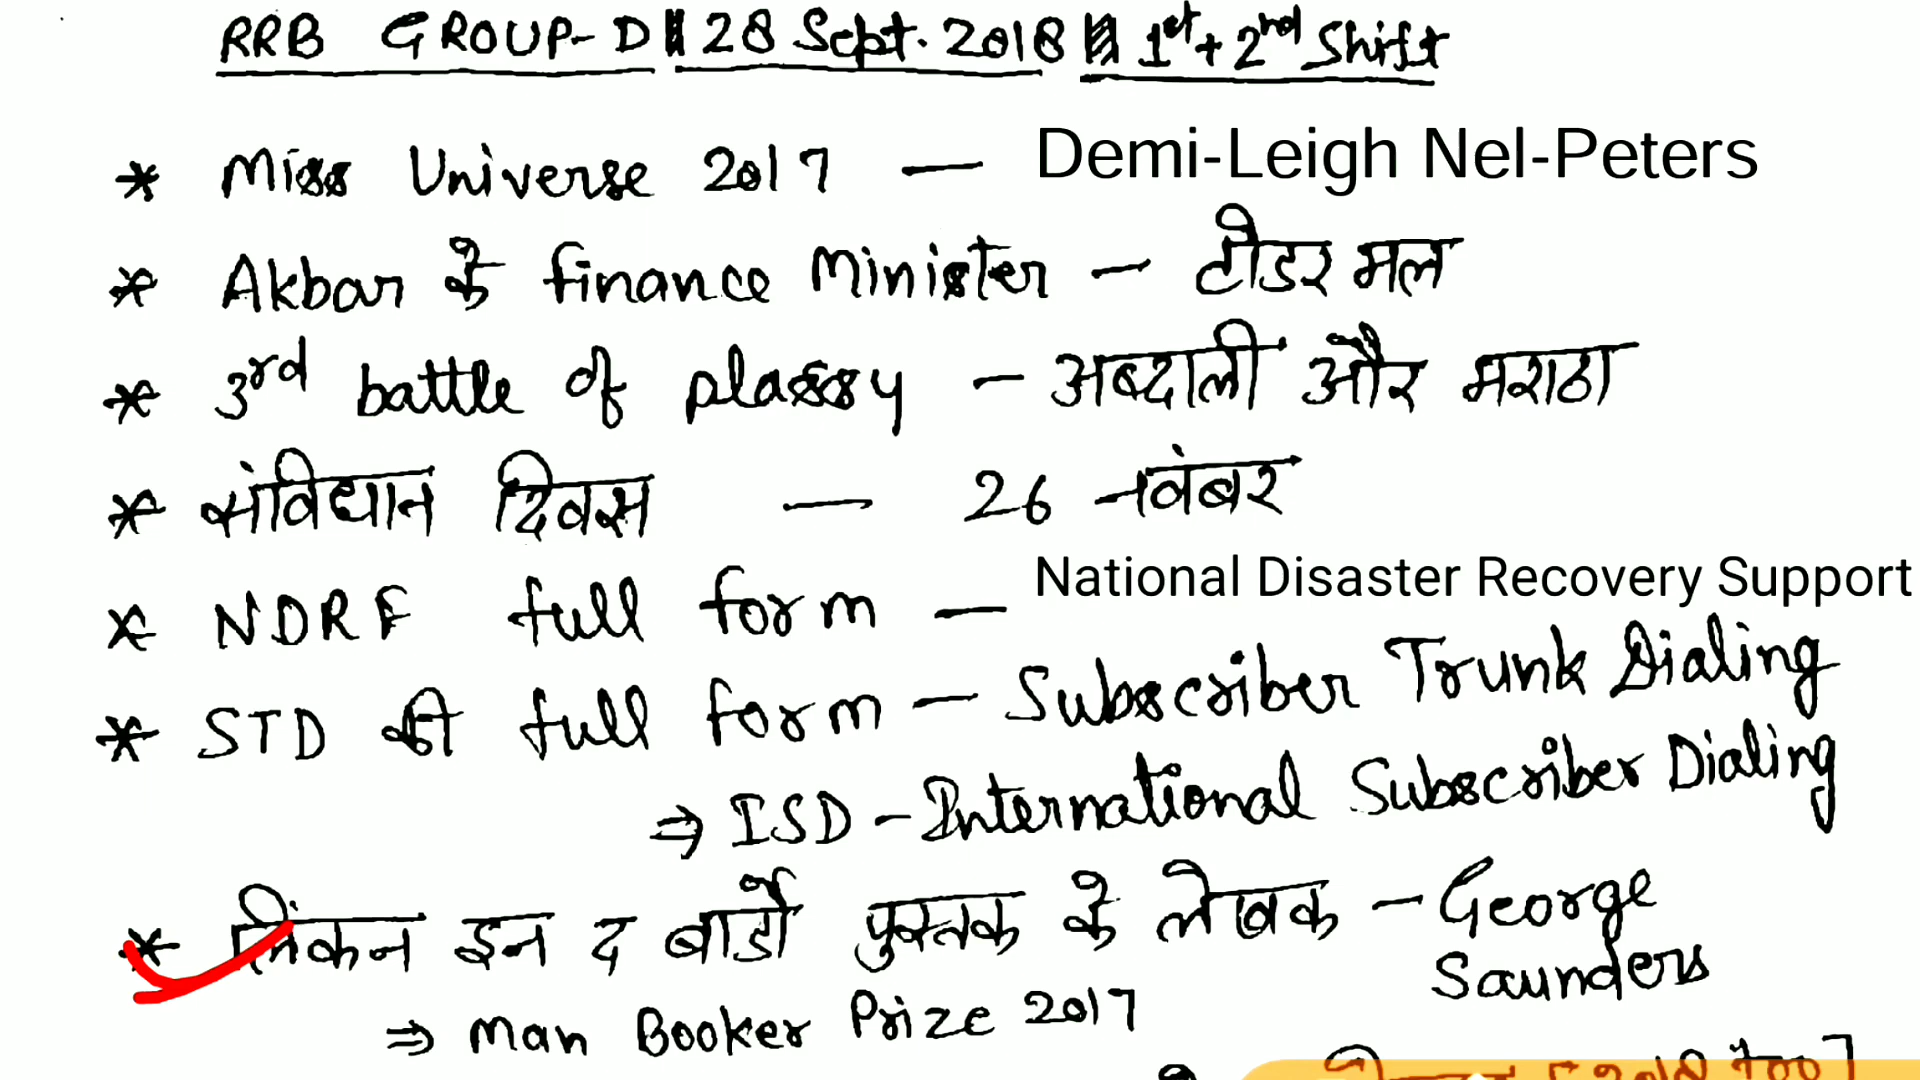 RRB GROUP-D 28 Sept. 2018 1st + 2nd Shift
* Miss Universe 2017 — Demi-Leigh Nel-Peters
* Akbar के finance Minister - टोडर मल
* 3rd battle of plassy - अब्दाली और मराठा
* संविधान दिवस — 26 नवंबर
* NDRF full form — National Disaster Recovery Support
* STD की full form - Subscriber Trunk Dialing
⇒ ISD - International Subscriber Dialing
* लिंकन इन द बार्डो पुस्तक के लेखक - George Saunders
⇒ Man Booker Prize 2017